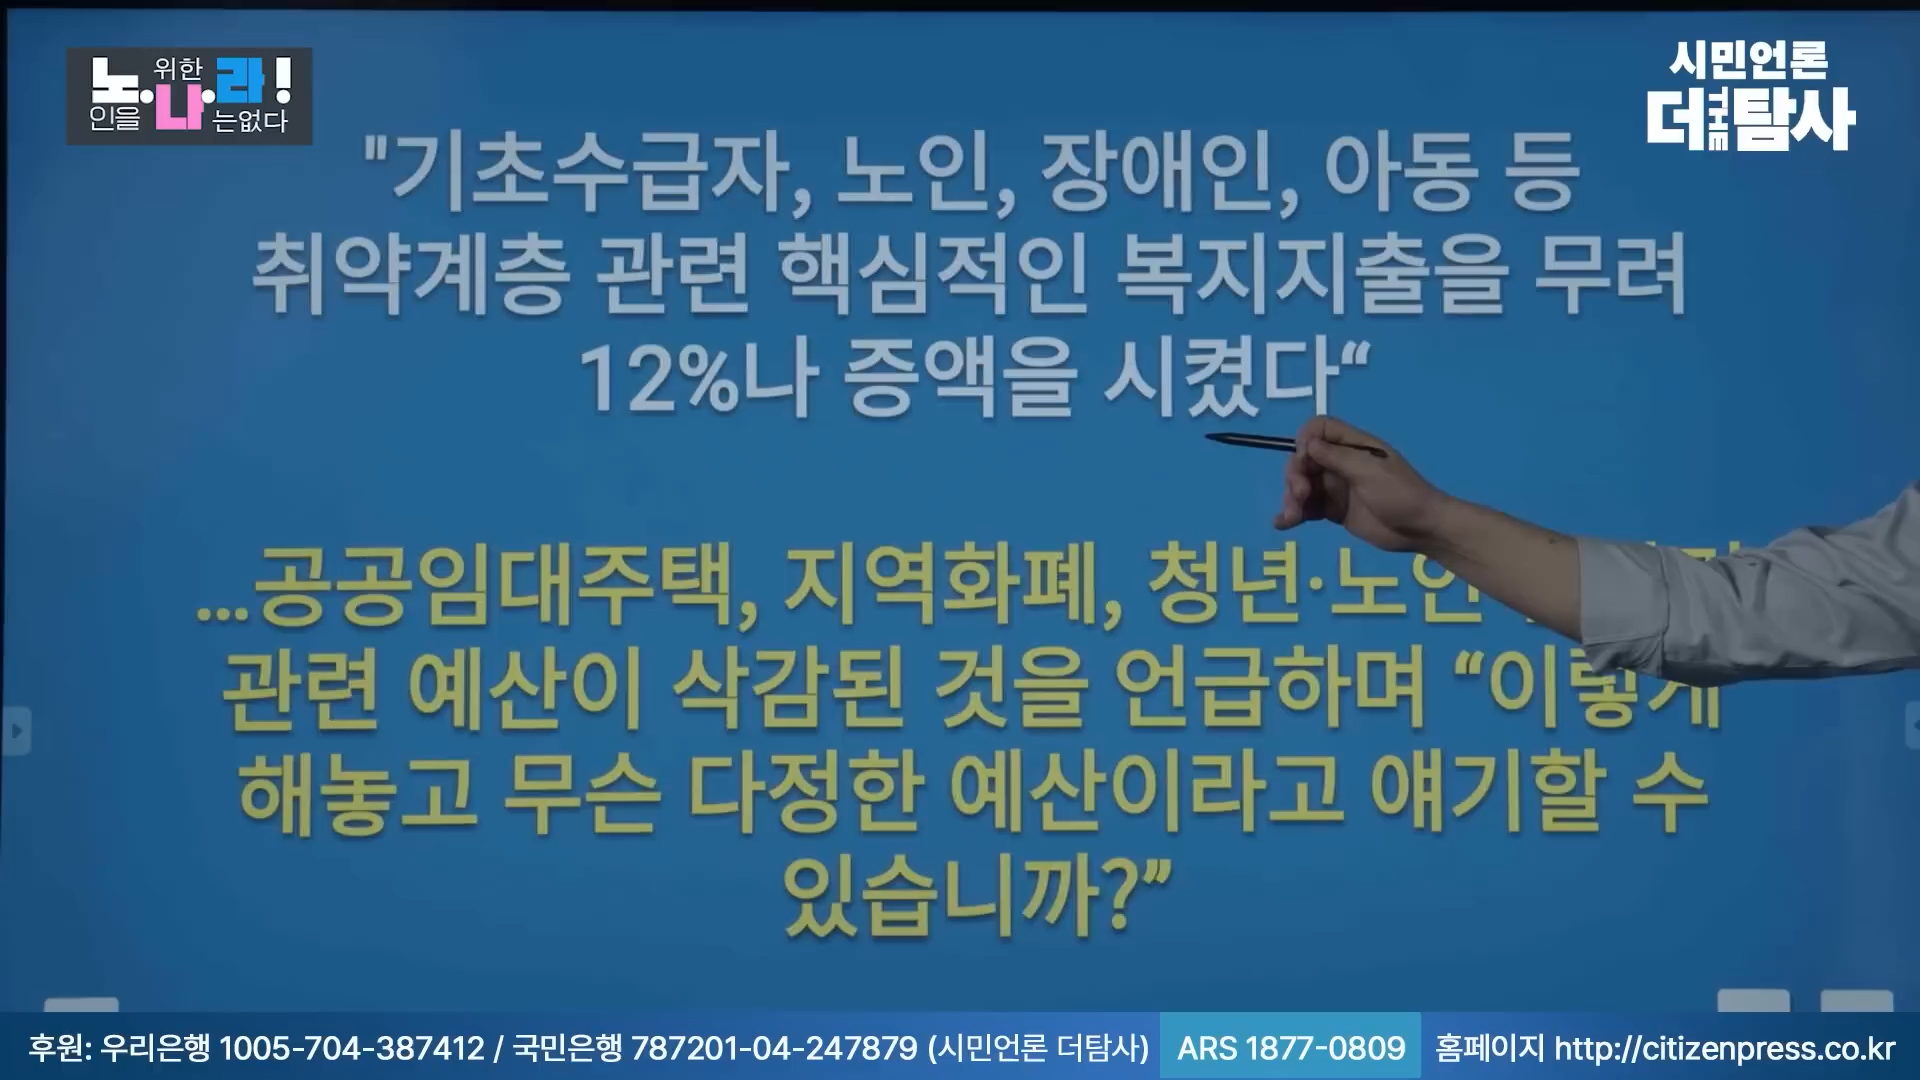 노.위한나.라!
인을 는없다
시민언론
더탐사
"기초수급자, 노인, 장애인, 아동 등
취약계층 관련 핵심적인 복지지출을 무려
12%나 증액을 시켰다“
...공공임대주택, 지역화폐, 청년·노인
관련 예산이 삭감된 것을 언급하며 “이렇게
해놓고 무슨 다정한 예산이라고 얘기할 수
있습니까?”
후원: 우리은행 1005-704-387412 / 국민은행 787201-04-247879 (시민언론 더탐사) ARS 1877-0809 홈페이지 http://citizenpress.co.kr